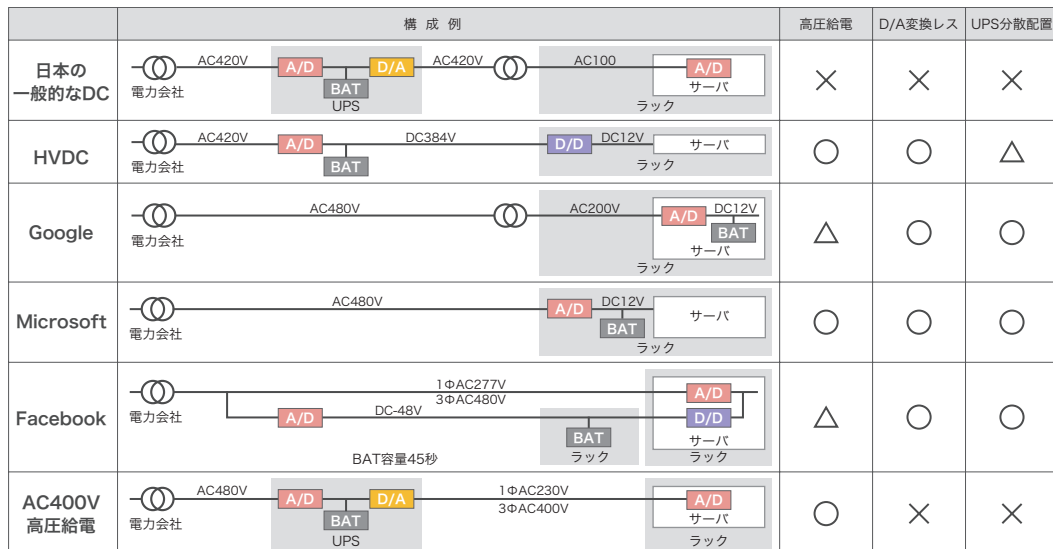 構成例 高圧給電 D/A変換レス UPS分散配置
日本の
一般的なDC
AC420V A/D D/A AC420V AC100 A/D
電力会社 BAT サーバ
UPS ラック
× × ×
HVDC
AC420V A/D DC384V D/D DC12V サーバ
電力会社 BAT ラック
○ ○ △
Google
AC480V AC200V A/D DC12V
電力会社 BAT
サーバ
ラック
△ ○ ○
Microsoft
AC480V A/D DC12V サーバ
電力会社 BAT
ラック
○ ○ ○
Facebook
1ΦAC277V A/D
3ΦAC480V
電力会社 A/D DC-48V D/D
BAT サーバ
BAT容量45秒 ラック ラック
△ ○ ○
AC400V
高圧給電
AC480V A/D D/A 1ΦAC230V A/D
3ΦAC400V
電力会社 BAT サーバ
UPS ラック
○ × ×